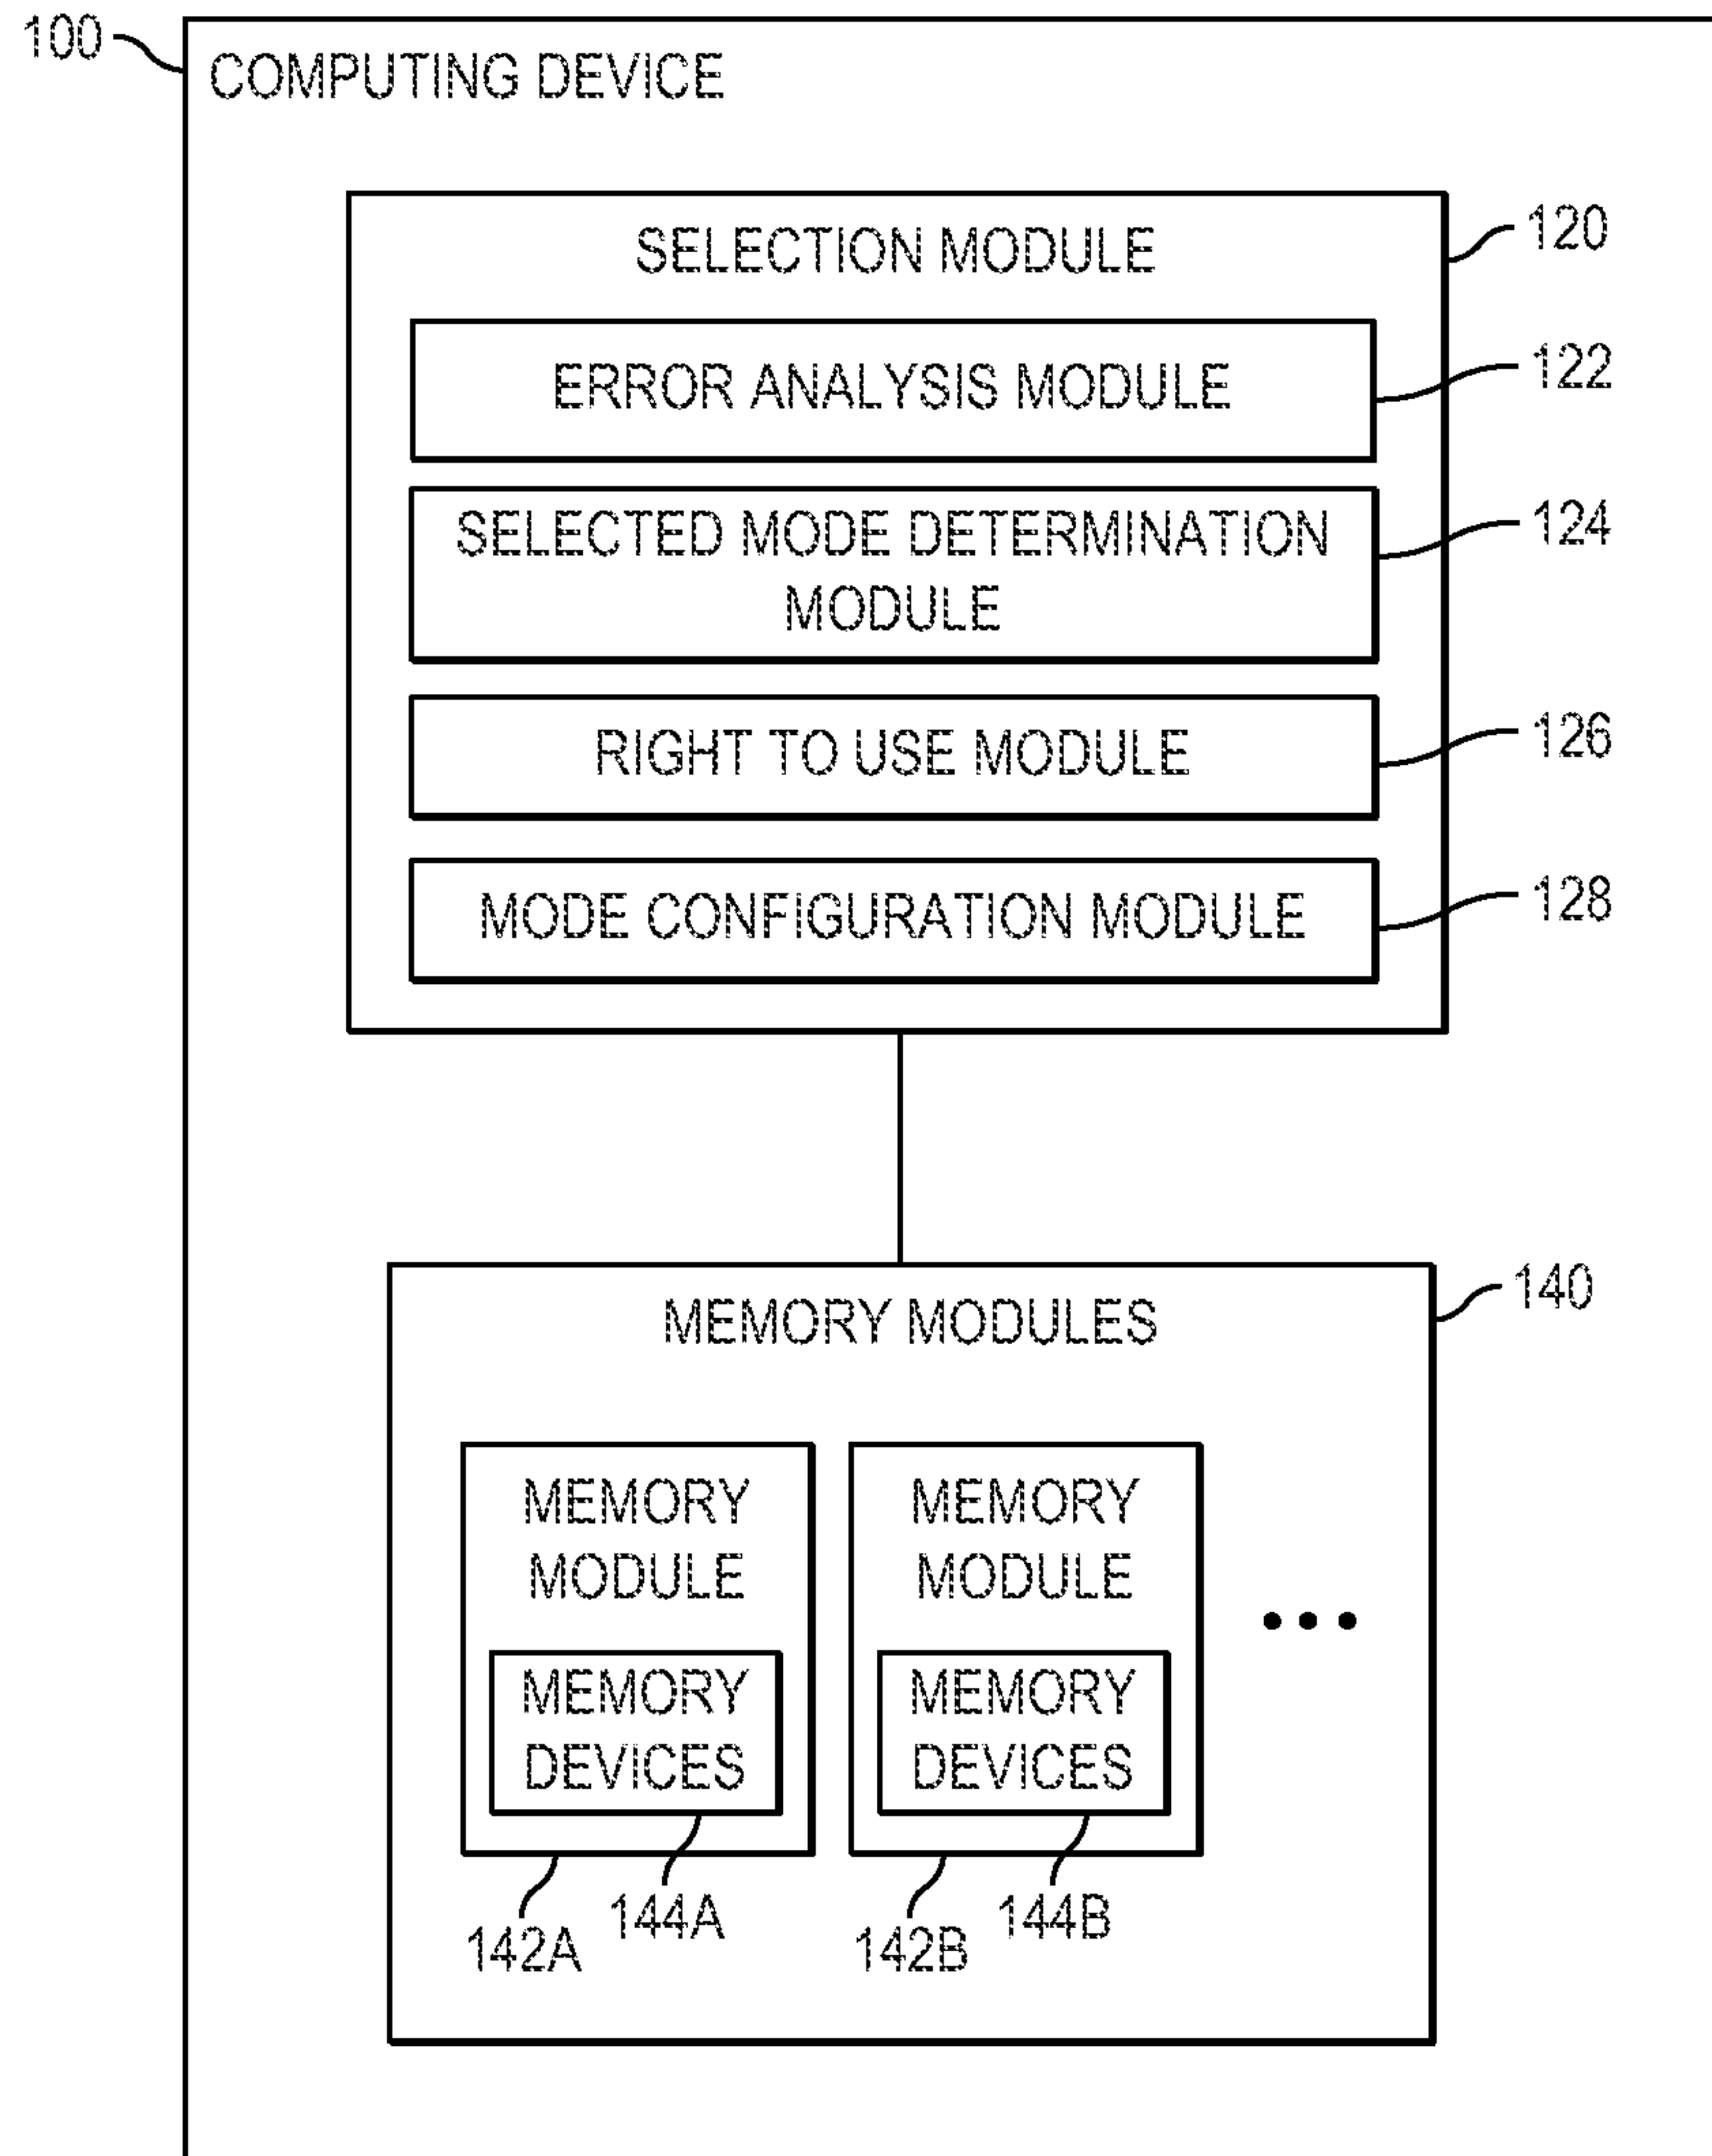 100
COMPUTING DEVICE
SELECTION MODULE
120
ERROR ANALYSIS MODULE
122
SELECTED MODE DETERMINATION
MODULE
124
RIGHT TO USE MODULE
126
MODE CONFIGURATION MODULE
128
MEMORY MODULES
140
MEMORY
MODULE
MEMORY
DEVICES
142A
144A
MEMORY
MODULE
MEMORY
DEVICES
142B
144B